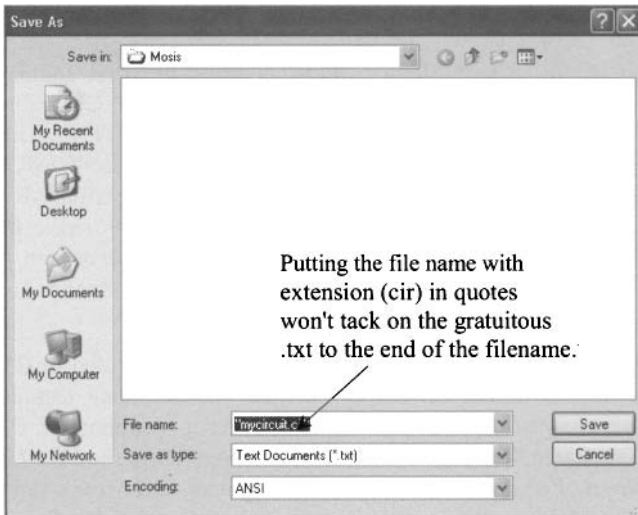 Save As
Save in:
Mosis
My Recent
Documents
Desktop
My Documents
My Computer
My Network
Putting the file name with
extension (cir) in quotes
won't tack on the gratuitous
.txt to the end of the filename.
File name:
Save as type:
Text Documents (*.txt)
Encoding:
ANSI
Save
Cancel